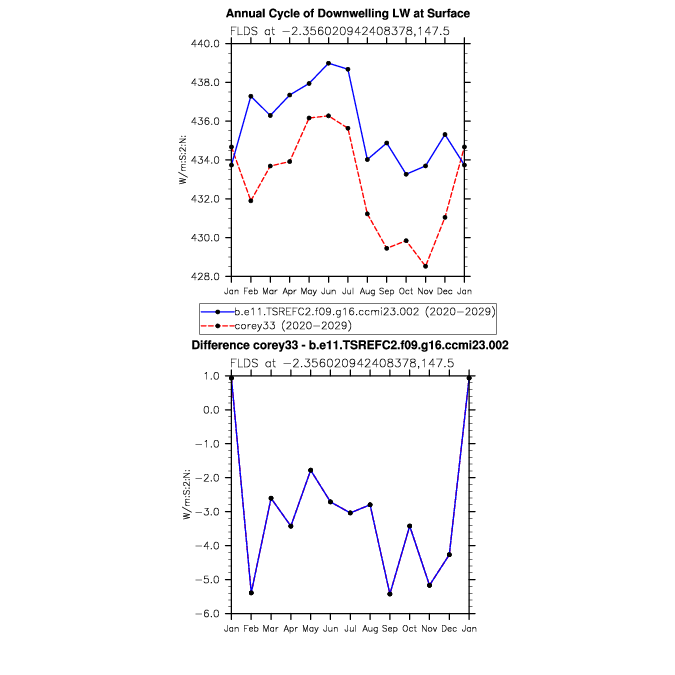 Annual Cycle of Downwelling LW at Surface
FLDS at −2.356020942408378,147.5
440.0
438.0
436.0
434.0
432.0
430.0
428.0
W/m:S:2:N:
Jan Feb Mar Apr May Jun Jul Aug Sep Oct Nov Dec Jan
b.e11.TSREFC2.f09.g16.ccmi23.002 (2020−2029)
corey33 (2020−2029)
Difference corey33 - b.e11.TSREFC2.f09.g16.ccmi23.002
FLDS at −2.356020942408378,147.5
1.0
0.0
−1.0
−2.0
−3.0
−4.0
−5.0
−6.0
W/m:S:2:N:
Jan Feb Mar Apr May Jun Jul Aug Sep Oct Nov Dec Jan